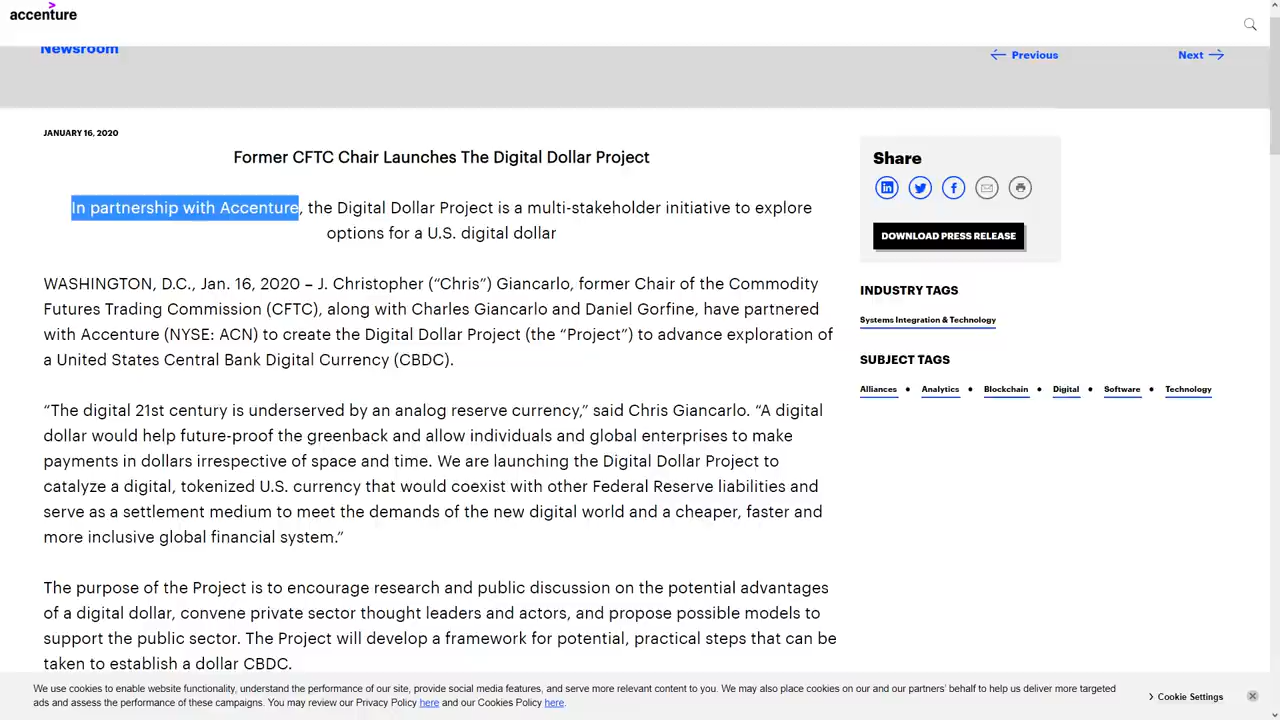 accenture
Newsroom
Previous
Next
JANUARY 16, 2020
Former CFTC Chair Launches The Digital Dollar Project
In partnership with Accenture, the Digital Dollar Project is a multi-stakeholder initiative to explore
options for a U.S. digital dollar
WASHINGTON, D.C., Jan. 16, 2020 – J. Christopher (“Chris”) Giancarlo, former Chair of the Commodity
Futures Trading Commission (CFTC), along with Charles Giancarlo and Daniel Gorfine, have partnered
with Accenture (NYSE: ACN) to create the Digital Dollar Project (the “Project”) to advance exploration of
a United States Central Bank Digital Currency (CBDC).
“The digital 21st century is underserved by an analog reserve currency,” said Chris Giancarlo. “A digital
dollar would help future-proof the greenback and allow individuals and global enterprises to make
payments in dollars irrespective of space and time. We are launching the Digital Dollar Project to
catalyze a digital, tokenized U.S. currency that would coexist with other Federal Reserve liabilities and
serve as a settlement medium to meet the demands of the new digital world and a cheaper, faster and
more inclusive global financial system.”
The purpose of the Project is to encourage research and public discussion on the potential advantages
of a digital dollar, convene private sector thought leaders and actors, and propose possible models to
support the public sector. The Project will develop a framework for potential, practical steps that can be
taken to establish a dollar CBDC.
Share
DOWNLOAD PRESS RELEASE
INDUSTRY TAGS
Systems Integration & Technology
SUBJECT TAGS
Alliances • Analytics • Blockchain • Digital • Software • Technology
We use cookies to enable website functionality, understand the performance of our site, provide social media features, and serve more relevant content to you. We may also place cookies on our and our partners’ behalf to help us deliver more targeted
ads and assess the performance of these campaigns. You may review our Privacy Policy here and our Cookies Policy here.
Cookie Settings